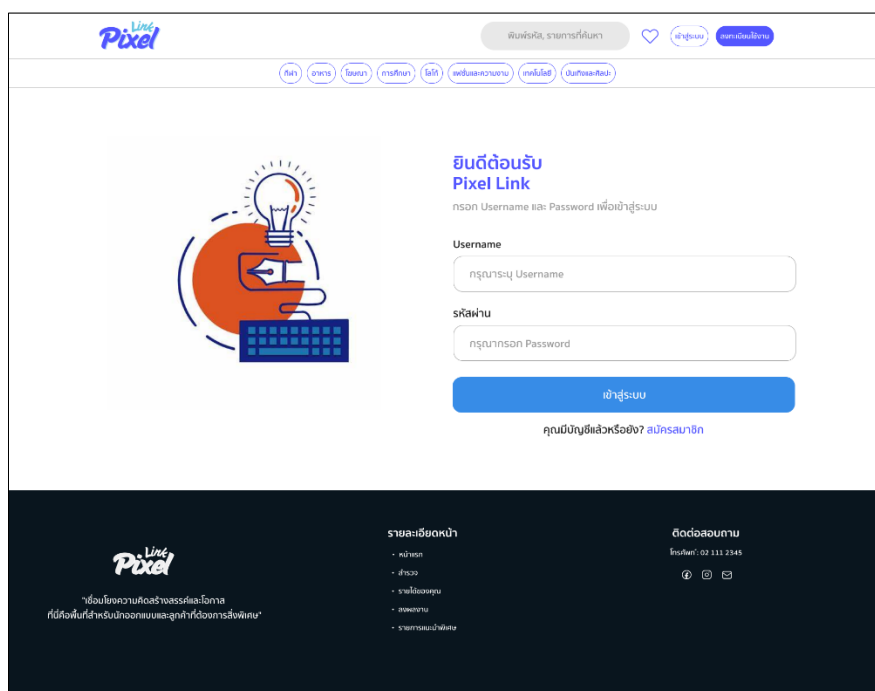 Link
Pixel
พิมพ์รหัส, รายการที่ค้นหา
เข้าสู่ระบบ
ลงทะเบียนใช้งาน
กีฬา
อาหาร
โฆษณา
การศึกษา
โลโก้
แฟชั่นและความงาม
เทคโนโลยี
บันเทิงและศิลปะ
ยินดีต้อนรับ
Pixel Link
กรอก Username และ Password เพื่อเข้าสู่ระบบ
Username
กรุณาระบุ Username
รหัสผ่าน
กรุณากรอก Password
เข้าสู่ระบบ
คุณมีบัญชีแล้วหรือยัง? สมัครสมาชิก
Link
Pixel
"เชื่อมโยงความคิดสร้างสรรค์และโอกาส
ที่นี่คือพื้นที่สำหรับนักออกแบบและลูกค้าที่ต้องการสิ่งพิเศษ"
รายละเอียดหน้า
- หน้าแรก
- สำรวจ
- รายได้ของคุณ
- ลงผลงาน
- รายการแนะนำพิเศษ
ติดต่อสอบถาม
โทรศัพท์: 02 111 2345